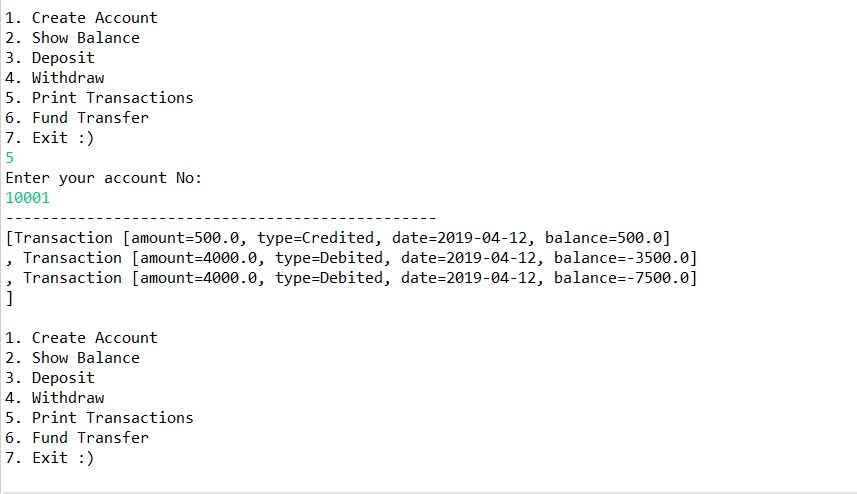 1. Create Account
2. Show Balance
3. Deposit
4. Withdraw
5. Print Transactions
6. Fund Transfer
7. Exit :)
5
Enter your account No:
10001
------------------------------------------------
[Transaction [amount=500.0, type=Credited, date=2019-04-12, balance=500.0]
, Transaction [amount=4000.0, type=Debited, date=2019-04-12, balance=-3500.0]
, Transaction [amount=4000.0, type=Debited, date=2019-04-12, balance=-7500.0]
]
1. Create Account
2. Show Balance
3. Deposit
4. Withdraw
5. Print Transactions
6. Fund Transfer
7. Exit :)